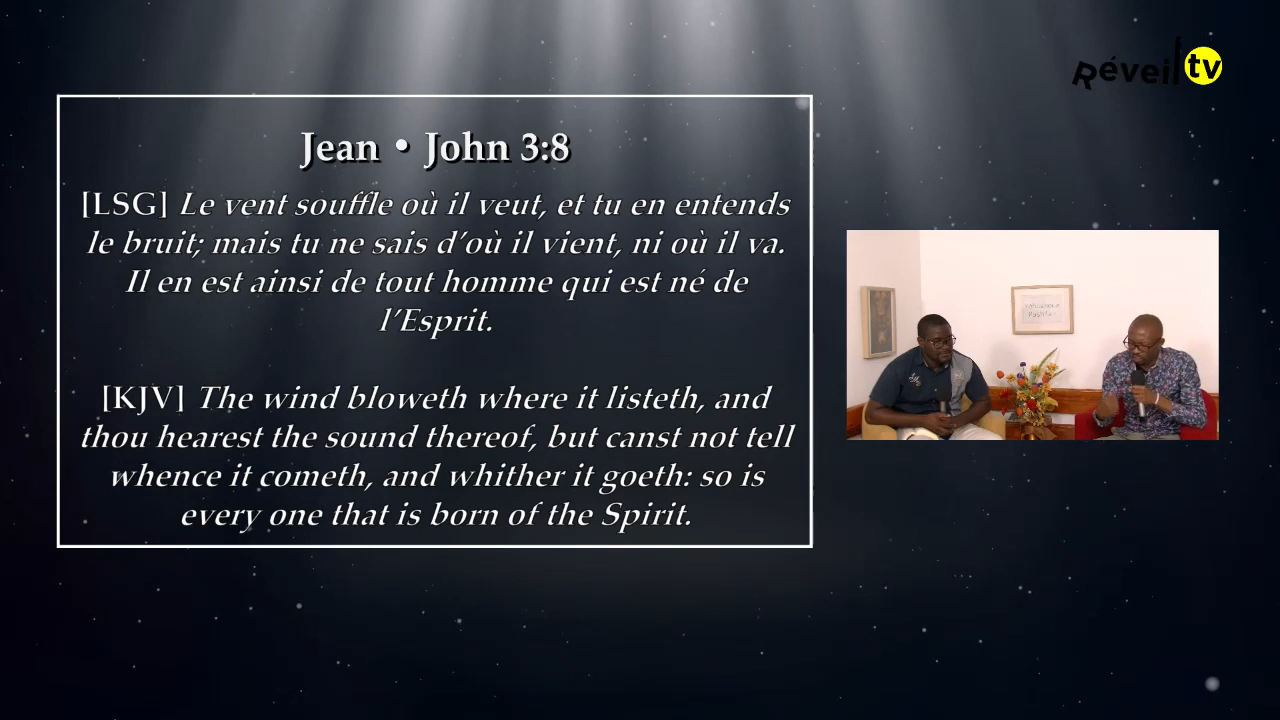 Réveil tv
Jean • John 3:8
[LSG] Le vent souffle où il veut, et tu en entends
le bruit; mais tu ne sais d’où il vient, ni où il va.
Il en est ainsi de tout homme qui est né de
l’Esprit.
[KJV] The wind bloweth where it listeth, and
thou hearest the sound thereof, but canst not tell
whence it cometh, and whither it goeth: so is
every one that is born of the Spirit.